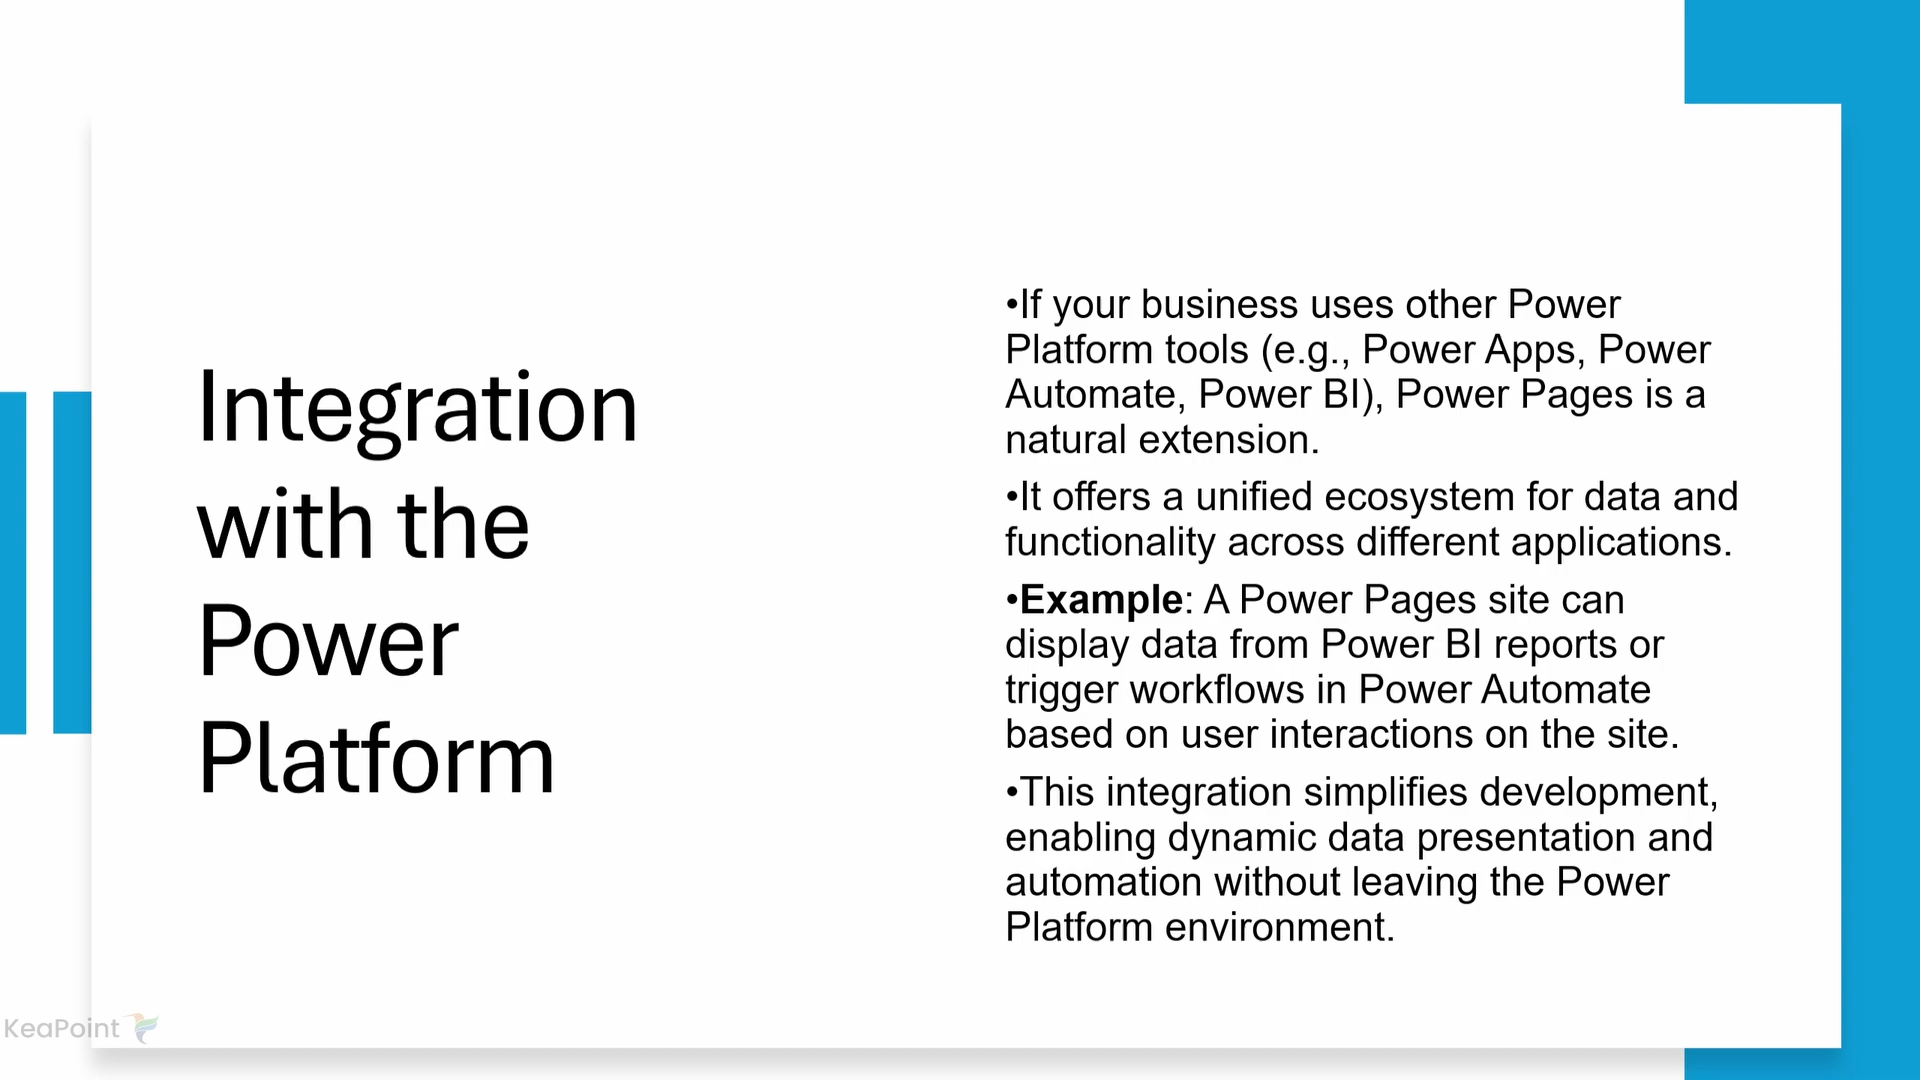 Integration
with the
Power
Platform
•If your business uses other Power
Platform tools (e.g., Power Apps, Power
Automate, Power BI), Power Pages is a
natural extension.
•It offers a unified ecosystem for data and
functionality across different applications.
•Example: A Power Pages site can
display data from Power BI reports or
trigger workflows in Power Automate
based on user interactions on the site.
•This integration simplifies development,
enabling dynamic data presentation and
automation without leaving the Power
Platform environment.
KeaPoint